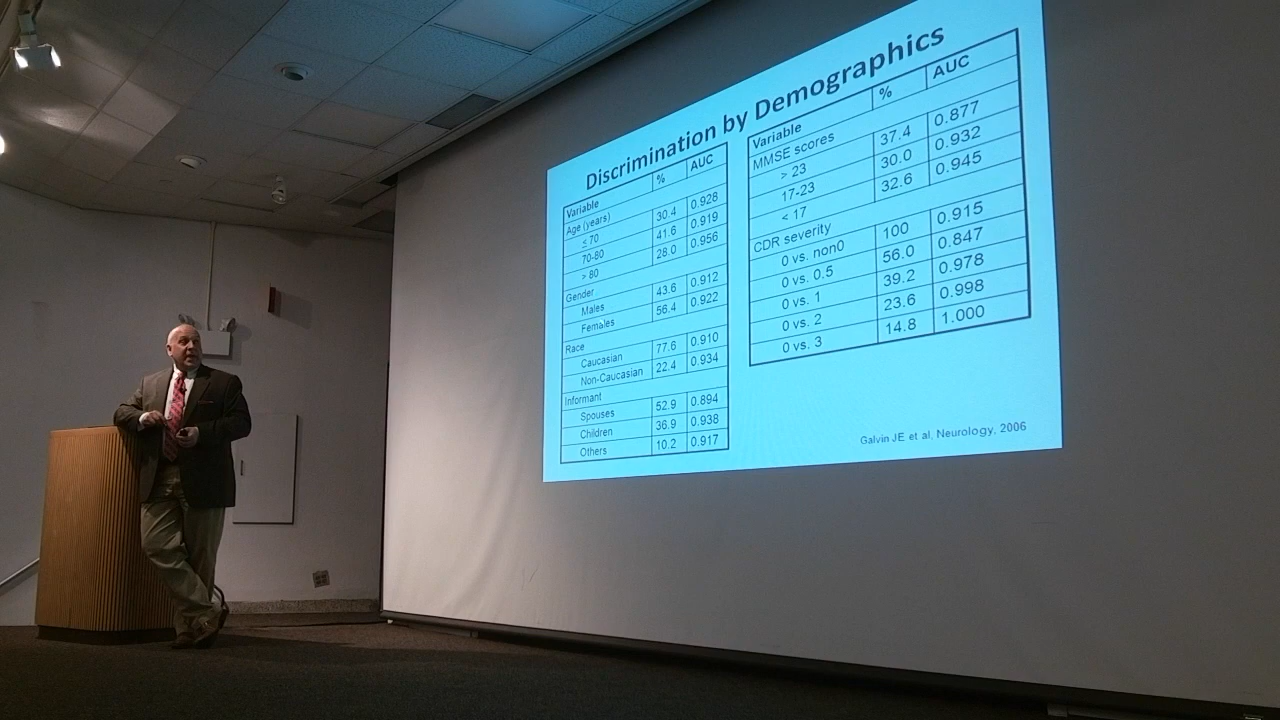 Discrimination by Demographics
Variable % AUC
Age (years)
≤ 70 30.4 0.928
70-80 41.6 0.919
> 80 28.0 0.956
Gender
Males 43.6 0.912
Females 56.4 0.922
Race
Caucasian 77.6 0.910
Non-Caucasian 22.4 0.934
Informant
Spouses 52.9 0.894
Children 36.9 0.938
Others 10.2 0.917
Variable % AUC
MMSE scores
> 23 37.4 0.877
17-23 30.0 0.932
< 17 32.6 0.945
CDR severity
0 vs. non0 100 0.915
0 vs. 0.5 56.0 0.847
0 vs. 1 39.2 0.978
0 vs. 2 23.6 0.998
0 vs. 3 14.8 1.000
Galvin JE et al, Neurology, 2006